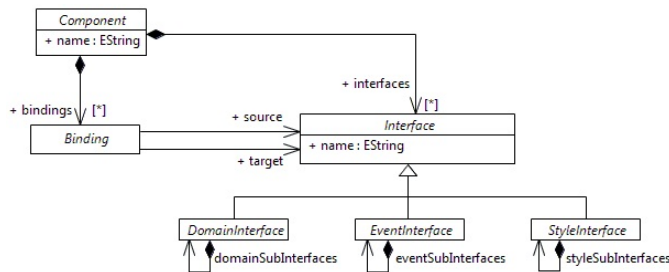 Component
+ name : EString
+ interfaces
+ bindings
[*]
[*]
+ source
Interface
Binding
+ name : EString
+ target
DomainInterface
EventInterface
StyleInterface
domainSubInterfaces
eventSubInterfaces
styleSubInterfaces